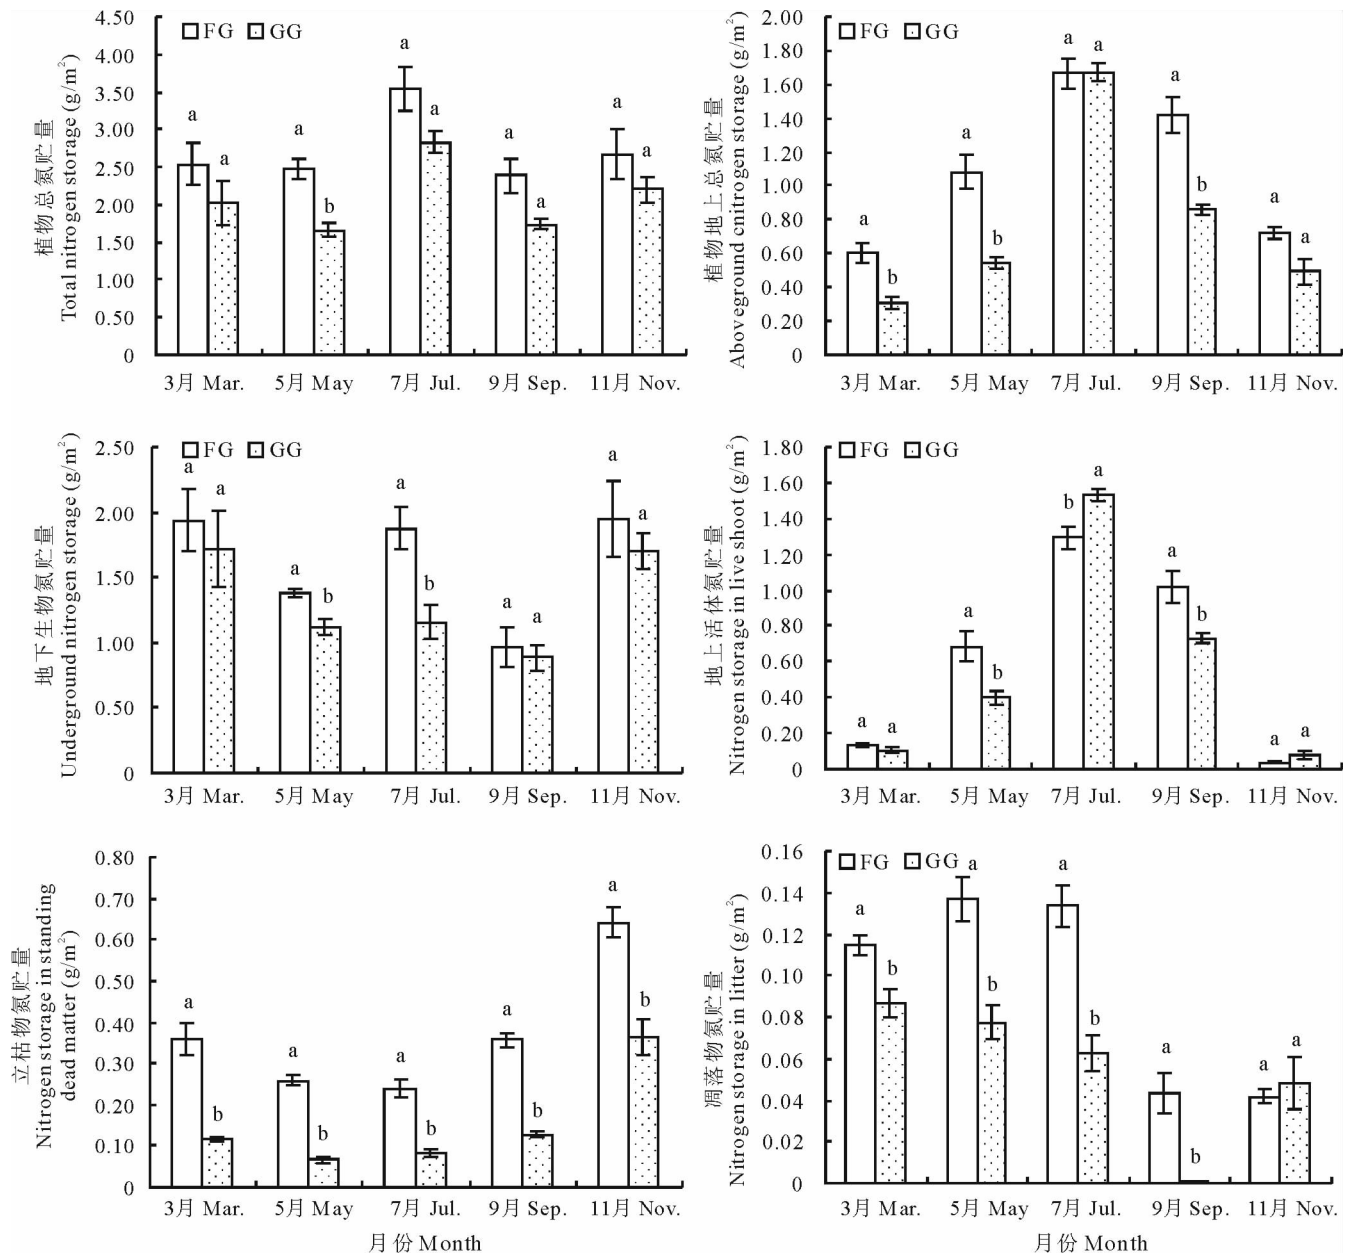 植物总氮贮量
Total nitrogen storage (g/m²)
4.50
4.00
3.50
3.00
2.50
2.00
1.50
1.00
0.50
0
FG GG
a a a b a a a a a a
3月 Mar. 5月 May 7月 Jul. 9月 Sep. 11月 Nov.
植物地上总氮贮量
Aboveground cnitrogen storage (g/m²)
2.00
1.80
1.60
1.40
1.20
1.00
0.80
0.60
0.40
0.20
0
FG GG
a b a b a a a b a a
3月 Mar. 5月 May 7月 Jul. 9月 Sep. 11月 Nov.
地下生物氮贮量
Underground nitrogen storage (g/m²)
2.50
2.00
1.50
1.00
0.50
0
FG GG
a a a b a b a a a a
3月 Mar. 5月 May 7月 Jul. 9月 Sep. 11月 Nov.
地上活体氮贮量
Nitrogen storage in live shoot (g/m²)
1.80
1.60
1.40
1.20
1.00
0.80
0.60
0.40
0.20
0
FG GG
a a a b b a a b a a
3月 Mar. 5月 May 7月 Jul. 9月 Sep. 11月 Nov.
立枯物氮贮量
Nitrogen storage in standing
dead matter (g/m²)
0.80
0.70
0.60
0.50
0.40
0.30
0.20
0.10
0
a b a b a b a b a b
3月 Mar. 5月 May 7月 Jul. 9月 Sep. 11月 Nov.
月份 Month
凋落物氮贮量
Nitrogen storage in litter (g/m²)
0.16
0.14
0.12
0.10
0.08
0.06
0.04
0.02
0
FG GG
a b a b a b a b a a
3月 Mar. 5月 May 7月 Jul. 9月 Sep. 11月 Nov.
月份 Month